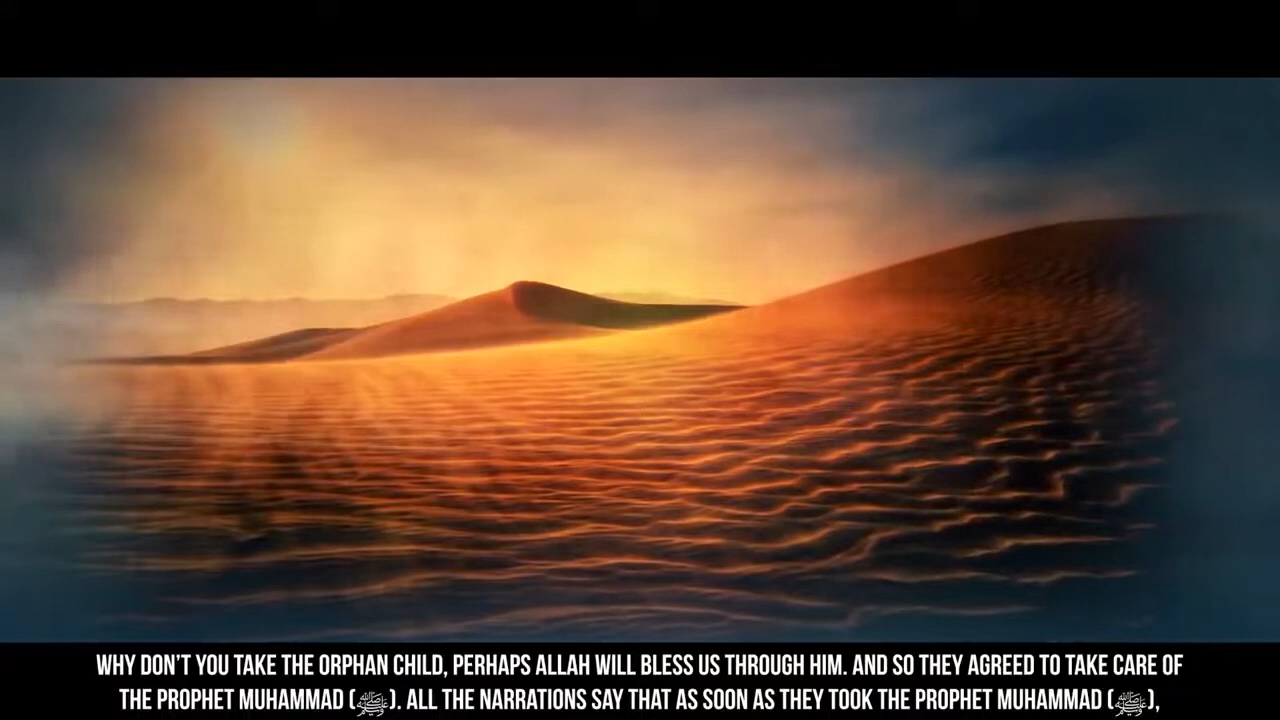 WHY DON'T YOU TAKE THE ORPHAN CHILD, PERHAPS ALLAH WILL BLESS US THROUGH HIM. AND SO THEY AGREED TO TAKE CARE OF
THE PROPHET MUHAMMAD (ﷺ). ALL THE NARRATIONS SAY THAT AS SOON AS THEY TOOK THE PROPHET MUHAMMAD (ﷺ),